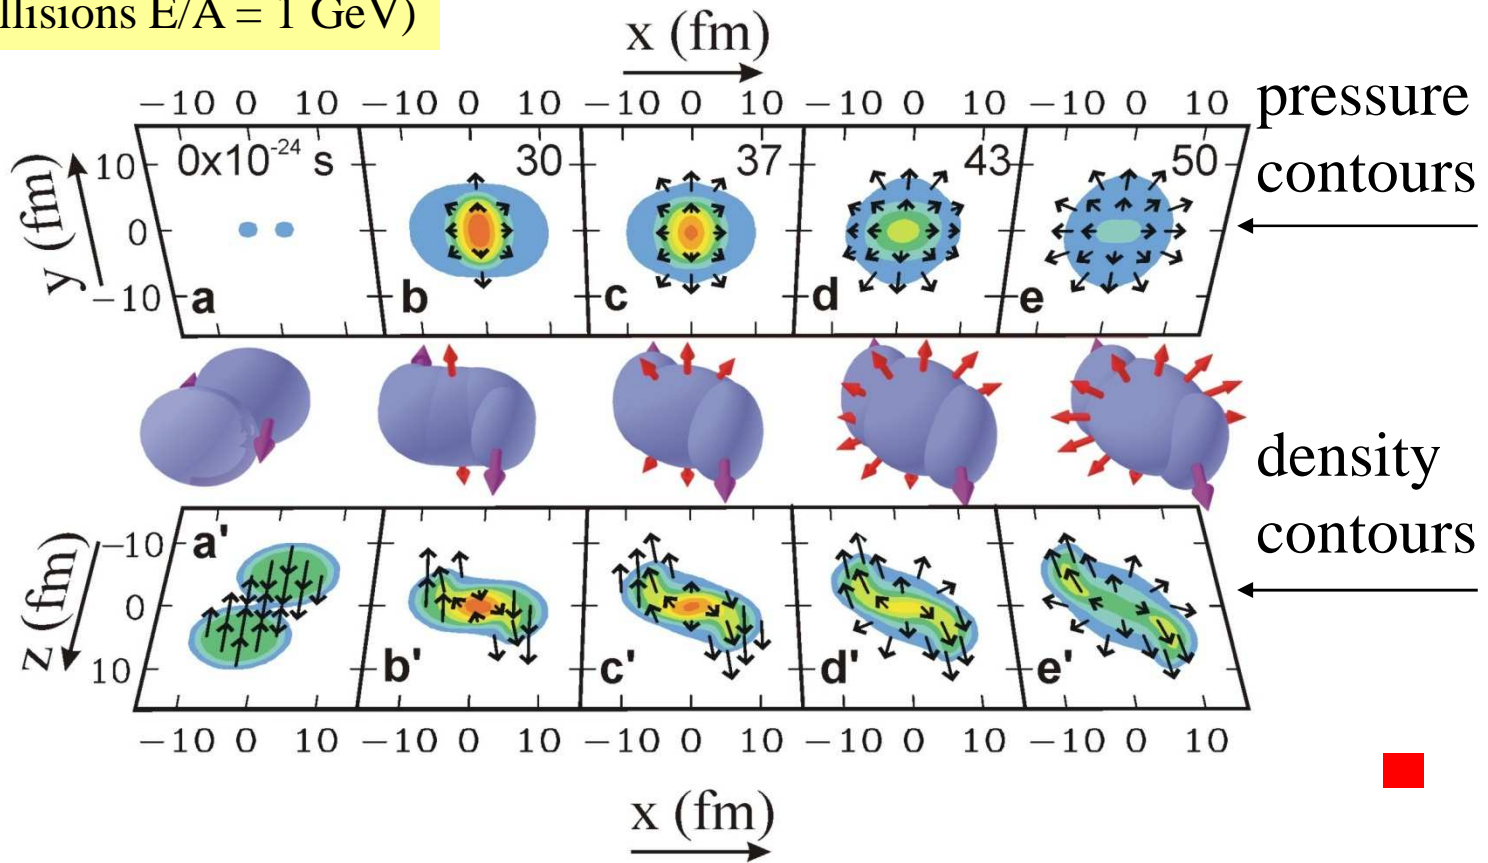 llisions E/A = 1 GeV)
x (fm)
−10 0 10 −10 0 10 −10 0 10 −10 0 10 −10 0 10
pressure
contours
y (fm)
10
0
−10
0x10⁻²⁴ s
30
37
43
50
a
b
c
d
e
density
contours
z (fm)
−10
0
10
a'
b'
c'
d'
e'
−10 0 10 −10 0 10 −10 0 10 −10 0 10 −10 0 10
x (fm)